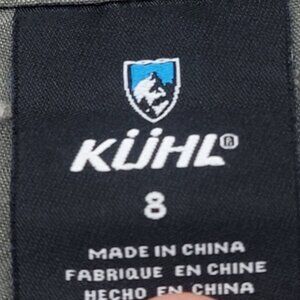 KÜHL®
8
MADE IN CHINA
FABRIQUE EN CHINE
HECHO EN CHINA